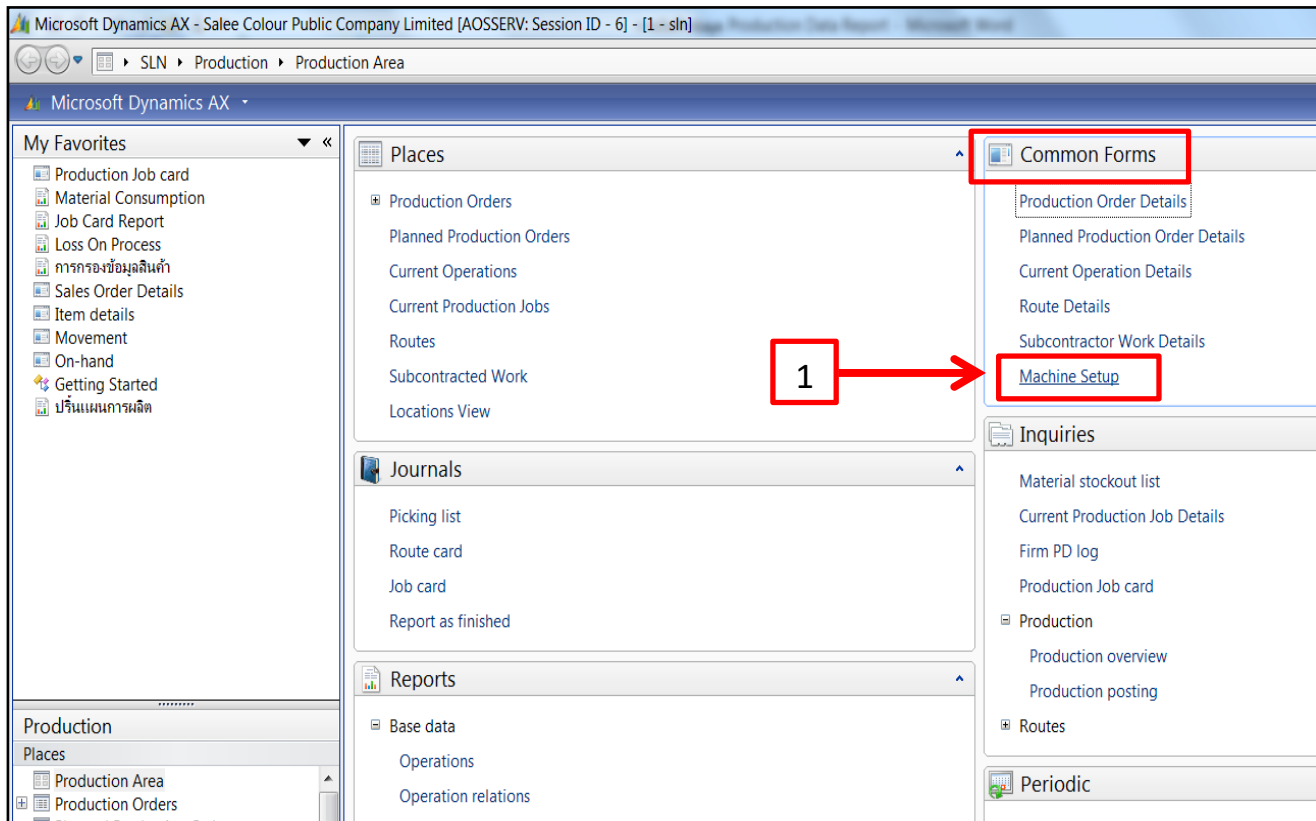 Microsoft Dynamics AX - Salee Colour Public Company Limited [AOSSERV: Session ID - 6] - [1 - sln]
SLN Production Production Area
Microsoft Dynamics AX
My Favorites
Production Job card
Material Consumption
Job Card Report
Loss On Process
การกรองข้อมูลสินค้า
Sales Order Details
Item details
Movement
On-hand
Getting Started
ปริ้นแผนการผลิต
Production
Places
Production Area
Production Orders
Places
Production Orders
Planned Production Orders
Current Operations
Current Production Jobs
Routes
Subcontracted Work
Locations View
Journals
Picking list
Route card
Job card
Report as finished
Reports
Base data
Operations
Operation relations
1
Common Forms
Production Order Details
Planned Production Order Details
Current Operation Details
Route Details
Subcontractor Work Details
Machine Setup
Inquiries
Material stockout list
Current Production Job Details
Firm PD log
Production Job card
Production
Production overview
Production posting
Routes
Periodic